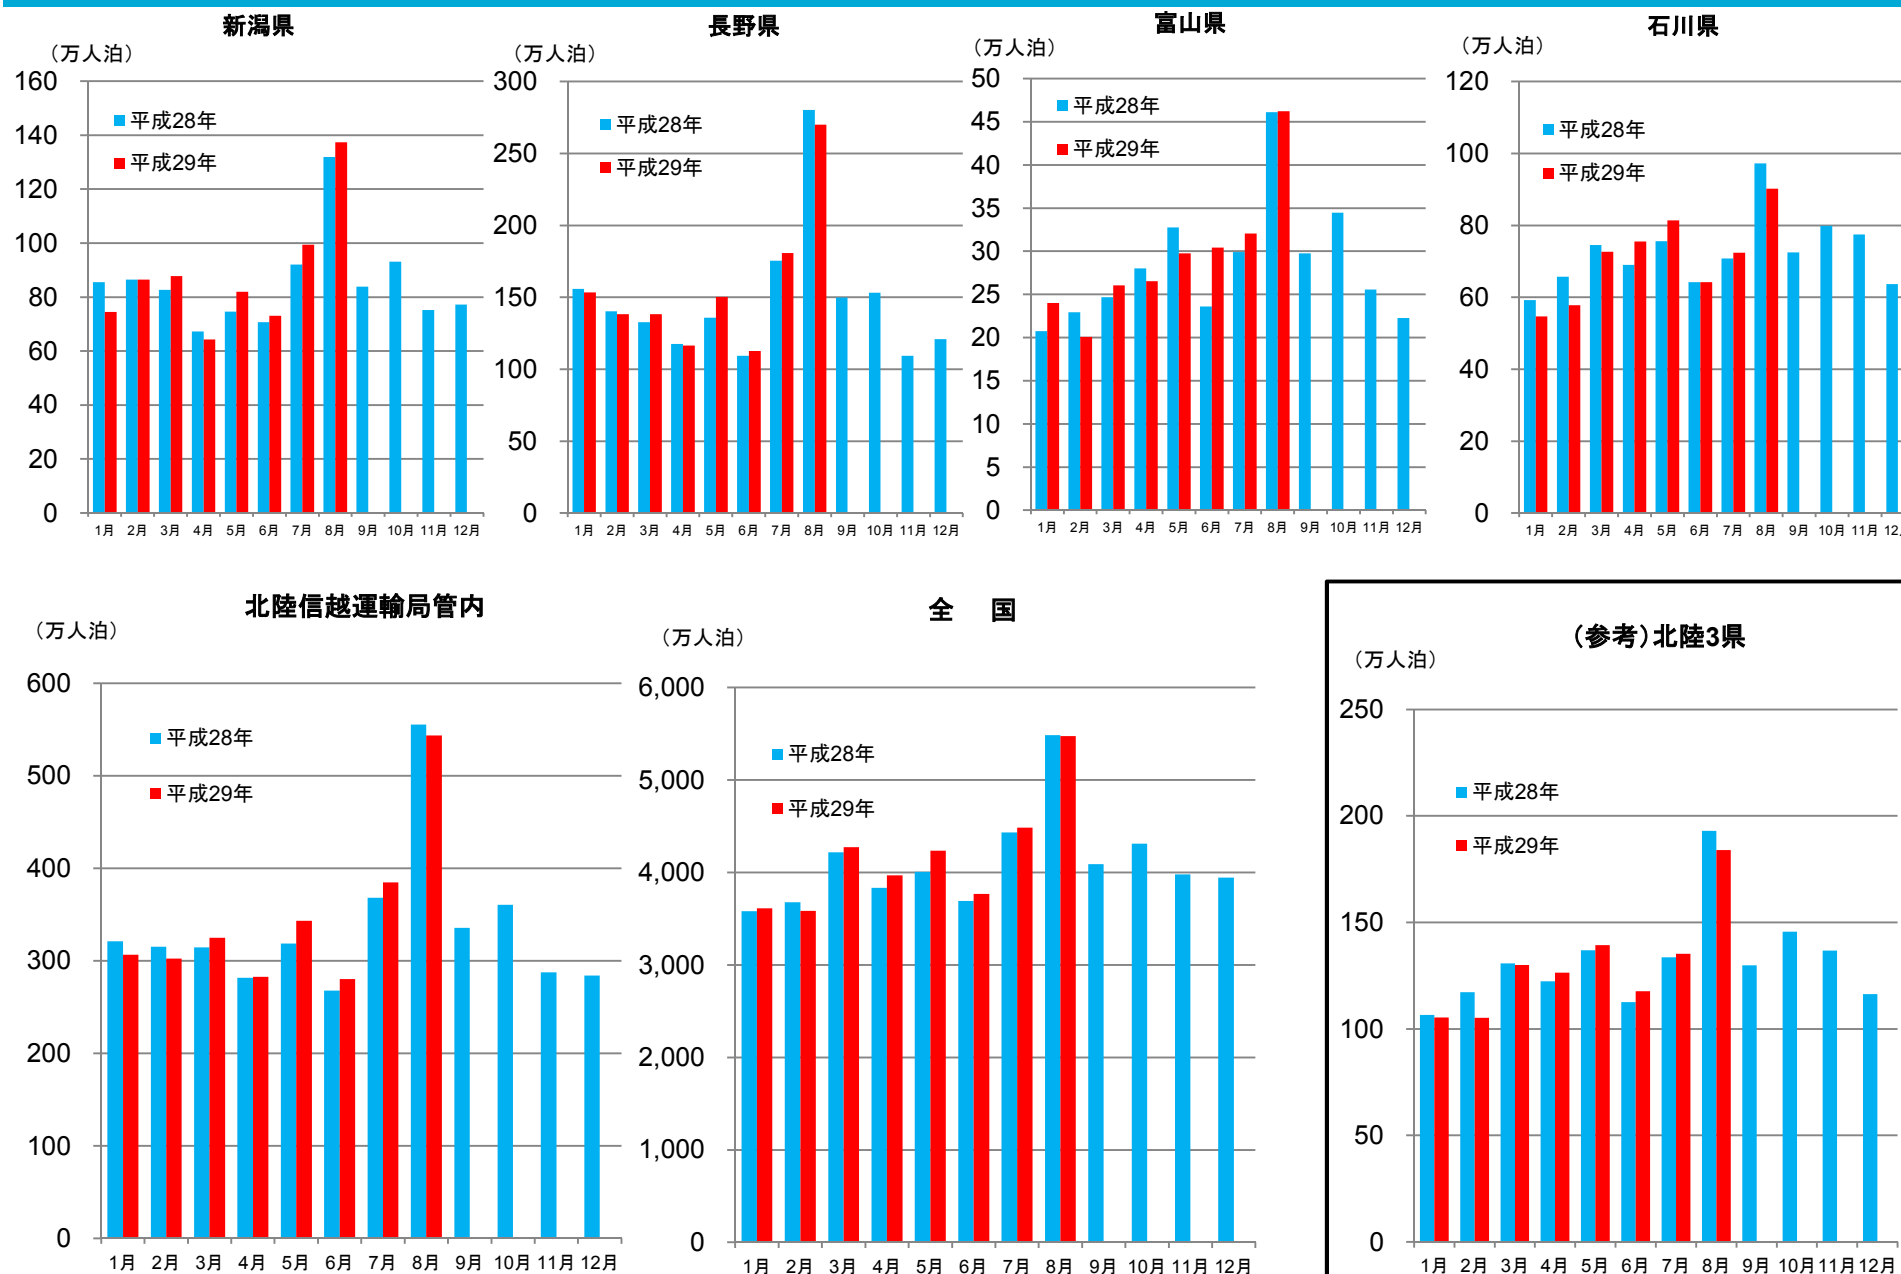 新潟県
（万人泊）
160
140
120
100
80
60
40
20
0
平成28年
平成29年
1月 2月 3月 4月 5月 6月 7月 8月 9月 10月 11月 12月
長野県
（万人泊）
300
250
200
150
100
50
0
平成28年
平成29年
1月 2月 3月 4月 5月 6月 7月 8月 9月 10月 11月 12月
富山県
（万人泊）
50
45
40
35
30
25
20
15
10
5
0
平成28年
平成29年
1月 2月 3月 4月 5月 6月 7月 8月 9月 10月 11月 12月
石川県
（万人泊）
120
100
80
60
40
20
0
平成28年
平成29年
1月 2月 3月 4月 5月 6月 7月 8月 9月 10月 11月 12月
北陸信越運輸局管内
（万人泊）
600
500
400
300
200
100
0
平成28年
平成29年
1月 2月 3月 4月 5月 6月 7月 8月 9月 10月 11月 12月
全 国
（万人泊）
6,000
5,000
4,000
3,000
2,000
1,000
0
平成28年
平成29年
1月 2月 3月 4月 5月 6月 7月 8月 9月 10月 11月 12月
（参考）北陸3県
（万人泊）
250
200
150
100
50
0
平成28年
平成29年
1月 2月 3月 4月 5月 6月 7月 8月 9月 10月 11月 12月